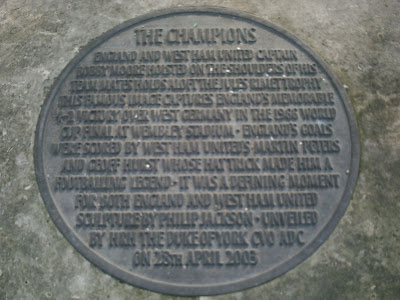 THE CHAMPIONS
ENGLAND AND WEST HAM UNITED CAPTAIN
BOBBY MOORE HOISTED ON THE SHOULDERS OF HIS
TEAM MATES HOLDS ALOFT THE JULES RIMET TROPHY
THIS FAMOUS IMAGE CAPTURES ENGLAND'S MEMORABLE
4-2 VICTORY OVER WEST GERMANY IN THE 1966 WORLD
CUP FINAL AT WEMBLEY STADIUM • ENGLAND'S GOALS
WERE SCORED BY WEST HAM UNITED'S MARTIN PETERS
AND GEOFF HURST WHOSE HAT TRICK MADE HIM A
FOOTBALLING LEGEND • IT WAS A DEFINING MOMENT
FOR BOTH ENGLAND AND WEST HAM UNITED
SCULPTURE BY PHILIP JACKSON • UNVEILED
BY HRH THE DUKE OF YORK CVO ADC
ON 28TH APRIL 2003